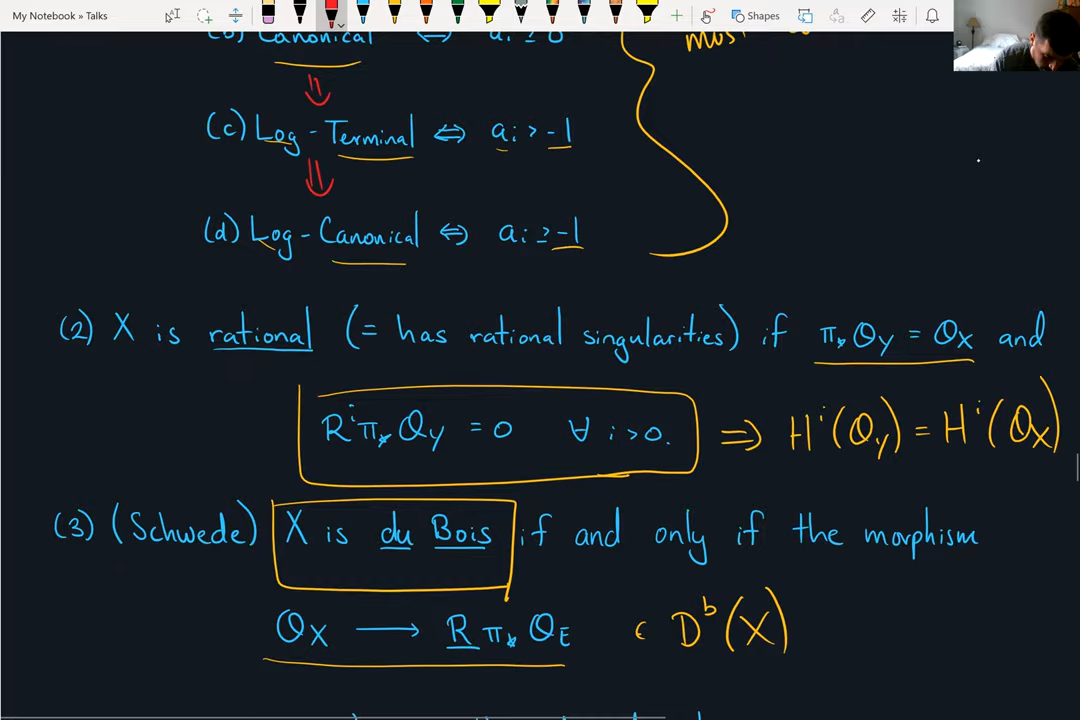 My Notebook » Talks
Shapes
(b) Canonical ⇔ aᵢ ≥ 0
⇓
(c) Log-Terminal ⇔ aᵢ > -1
⇓
(d) Log-Canonical ⇔ aᵢ ≥ -1
(2) X is rational (= has rational singularities) if π⋆ O_Y = O_X and
Rⁱπ⋆ O_Y = 0 ∀ i>0. ⇒ Hⁱ(O_Y) = Hⁱ(O_X)
(3) (Schwede) X is du Bois if and only if the morphism
O_X ⟶ R π⋆ O_E ∈ Dᵇ(X)